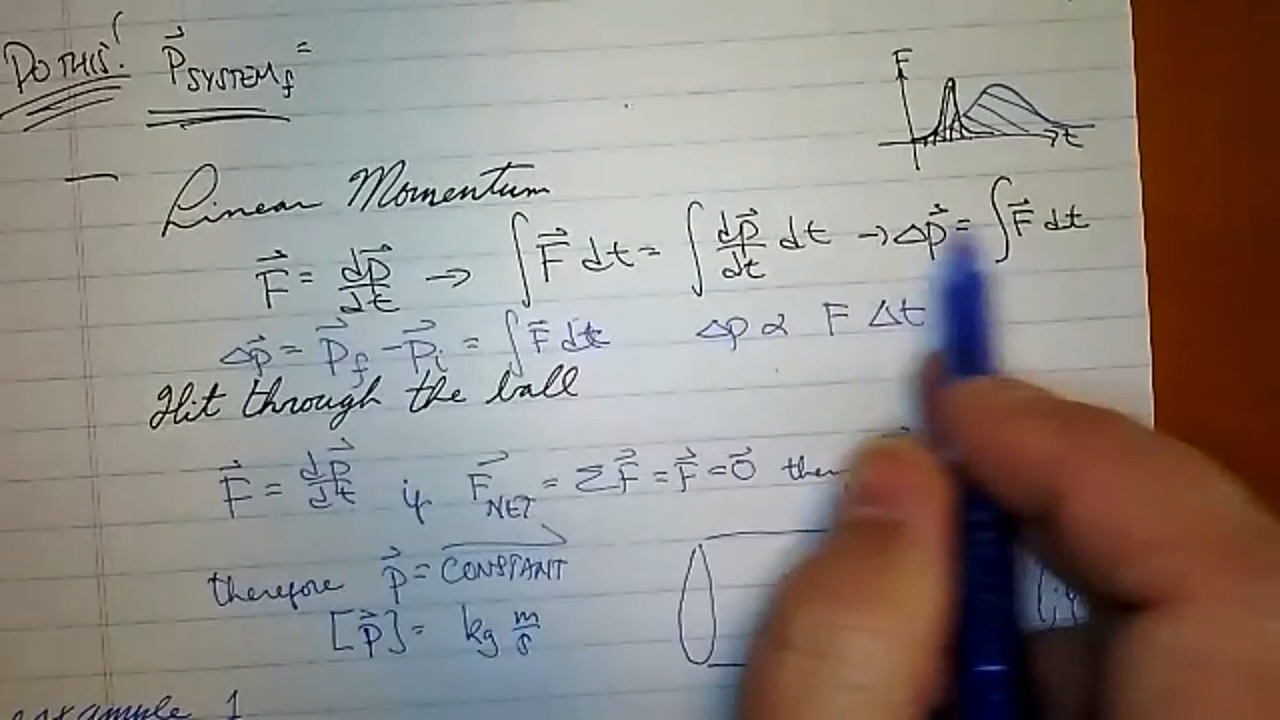 DO THIS! P⃗ SYSTEM f =
F
t
Linear Momentum
F⃗ = dp⃗/dt → ∫F⃗ dt = ∫ dp⃗/dt dt → Δp⃗ = ∫F⃗ dt
Δp⃗ = P⃗f - P⃗i = ∫F⃗ dt Δp α F Δt
Hit through the ball
F⃗ = dp⃗/dt if F⃗NET = ΣF⃗ = F⃗ = 0⃗ then
therefore p⃗ = CONSTANT
[p⃗] = kg m/s
example 1